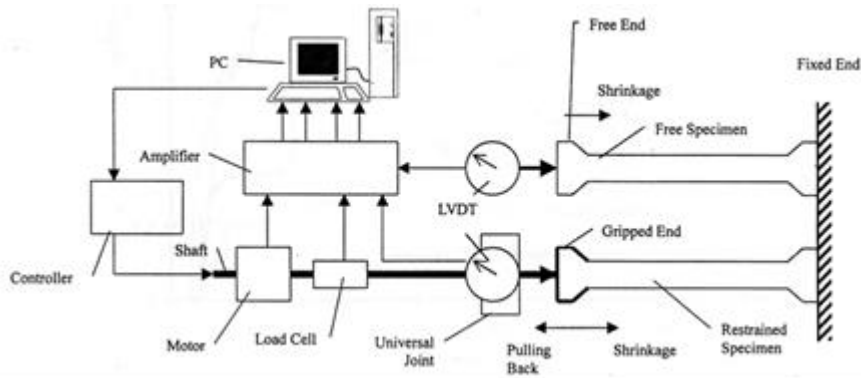 Free End
PC
Fixed End
Shrinkage
Free Specimen
Amplifier
LVDT
Gripped End
Shaft
Controller
Motor
Load Cell
Universal
Joint
Pulling
Back
Shrinkage
Restrained
Specimen